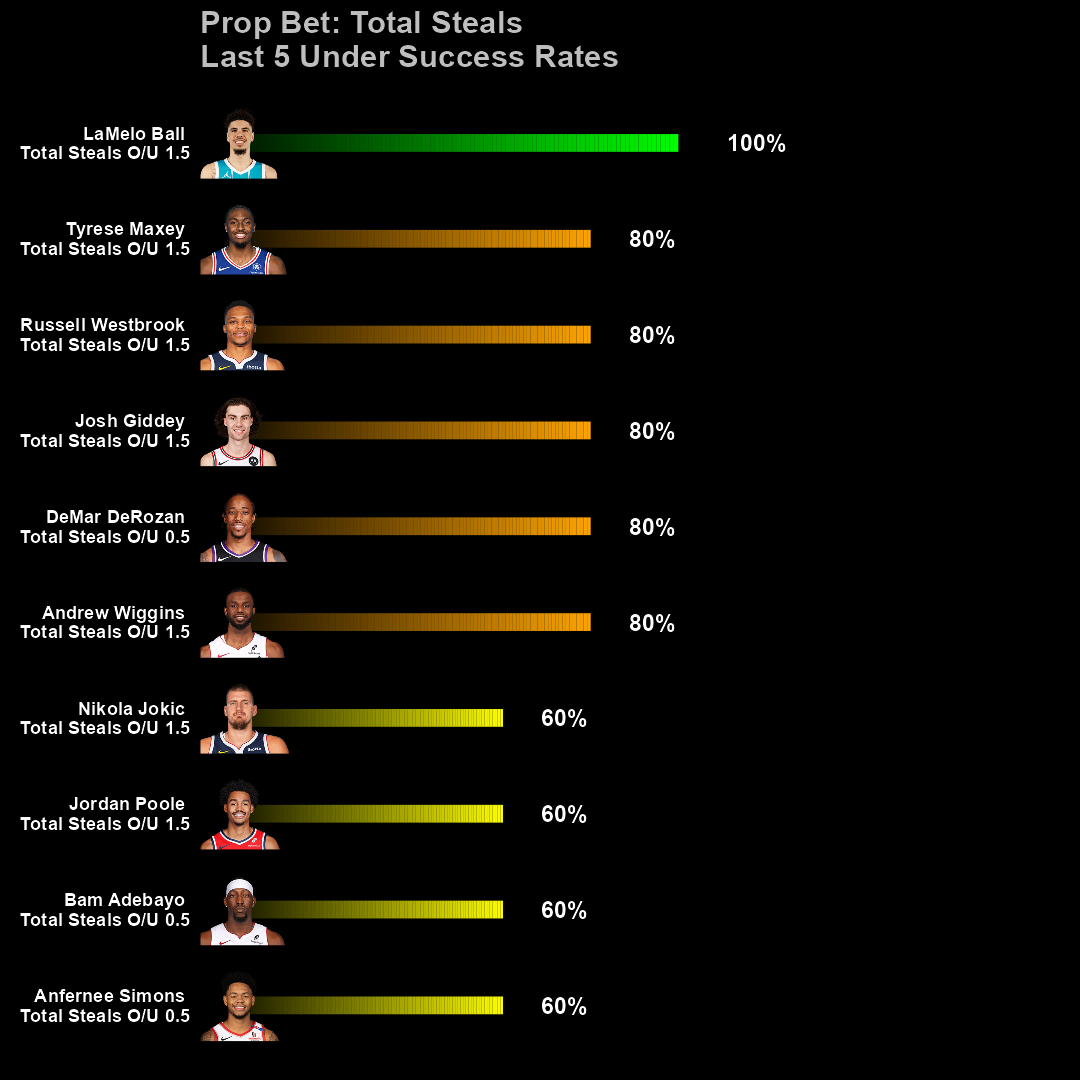 Prop Bet: Total Steals
Last 5 Under Success Rates
LaMelo Ball
Total Steals O/U 1.5
100%
Tyrese Maxey
Total Steals O/U 1.5
80%
Russell Westbrook
Total Steals O/U 1.5
80%
Josh Giddey
Total Steals O/U 1.5
80%
DeMar DeRozan
Total Steals O/U 0.5
80%
Andrew Wiggins
Total Steals O/U 1.5
80%
Nikola Jokic
Total Steals O/U 1.5
60%
Jordan Poole
Total Steals O/U 1.5
60%
Bam Adebayo
Total Steals O/U 0.5
60%
Anfernee Simons
Total Steals O/U 0.5
60%